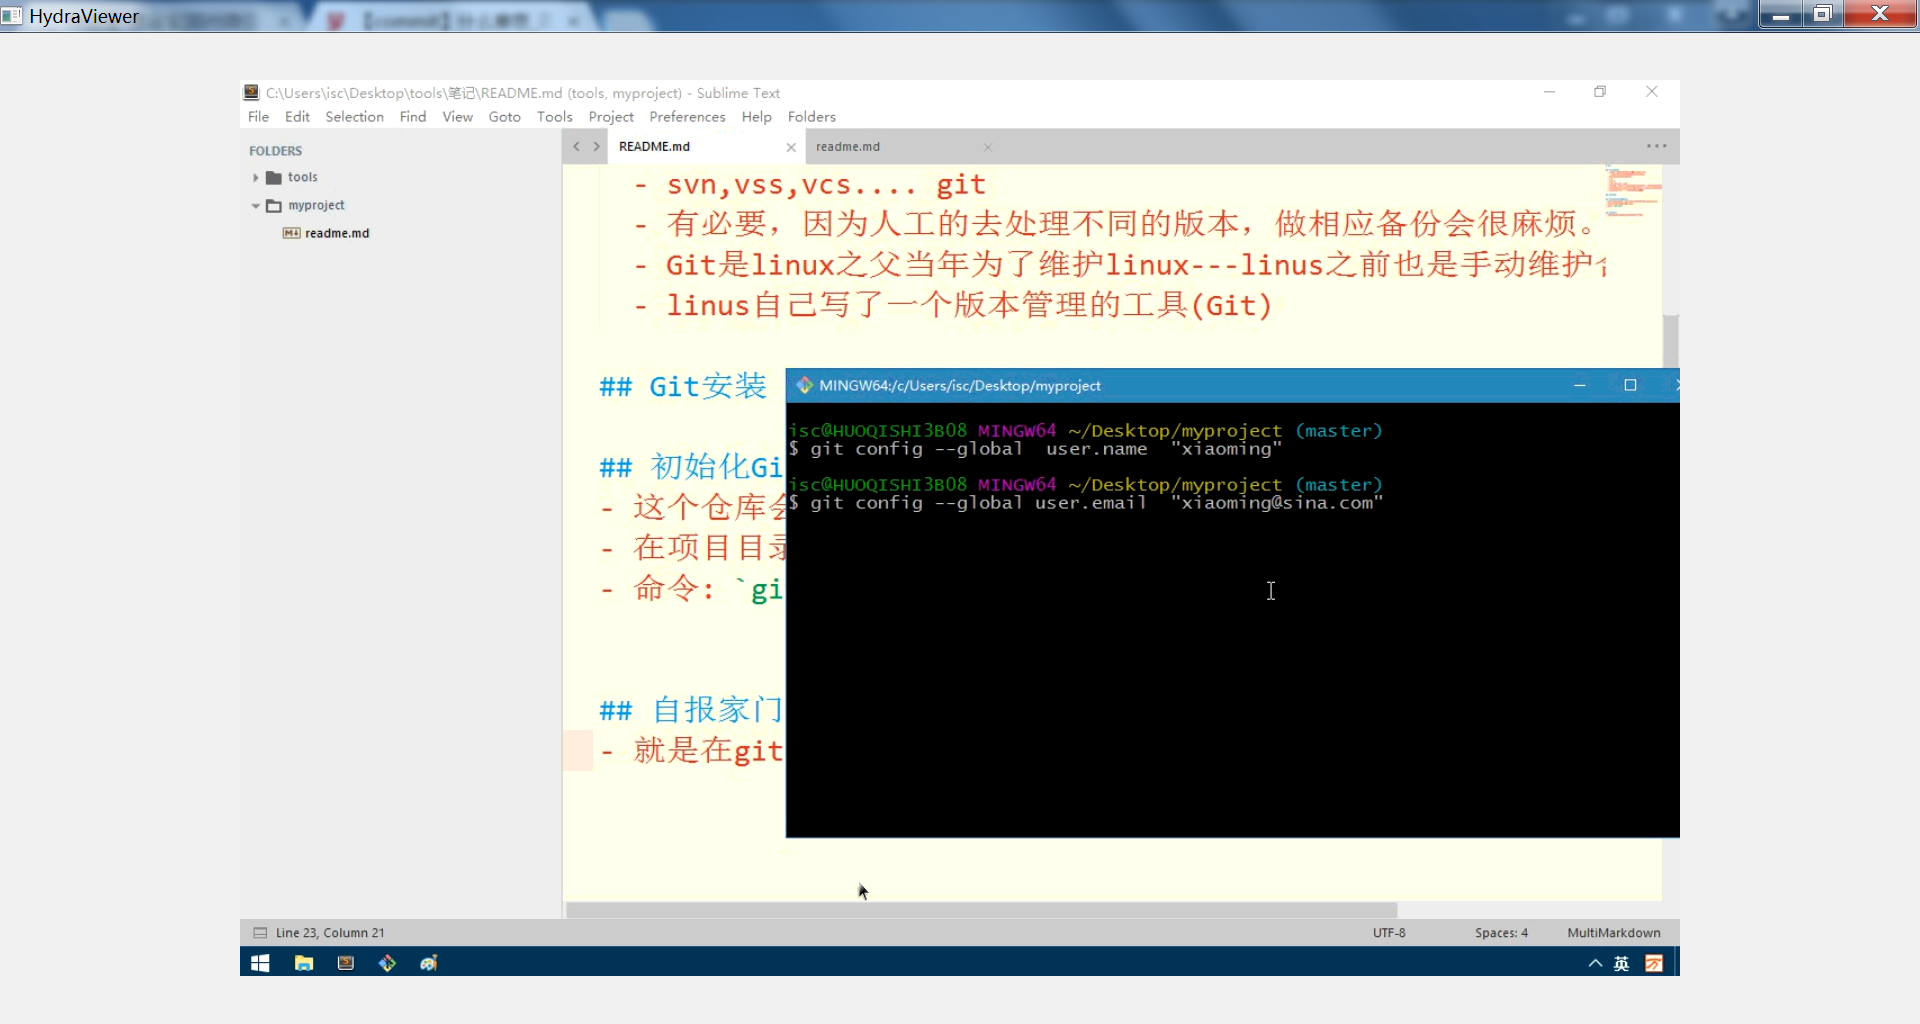 HydraViewer
C:\Users\isc\Desktop\tools\笔记\README.md (tools, myproject) - Sublime Text
File Edit Selection Find View Goto Tools Project Preferences Help Folders
FOLDERS
tools
myproject
readme.md
README.md
readme.md
- svn,vss,vcs.... git
- 有必要，因为人工的去处理不同的版本，做相应备份会很麻烦。
- Git是linux之父当年为了维护linux---linus之前也是手动维护
- linus自己写了一个版本管理的工具(Git)
## Git安装
## 初始化Gi
- 这个仓库会
- 在项目目录
- 命令: `gi
## 自报家门
- 就是在git
MINGW64:/c/Users/isc/Desktop/myproject
isc@HUOQISHI3B08 MINGW64 ~/Desktop/myproject (master)
$ git config --global  user.name  "xiaoming"
isc@HUOQISHI3B08 MINGW64 ~/Desktop/myproject (master)
$ git config --global user.email  "xiaoming@sina.com"
Line 23, Column 21
UTF-8
Spaces: 4
MultiMarkdown
英